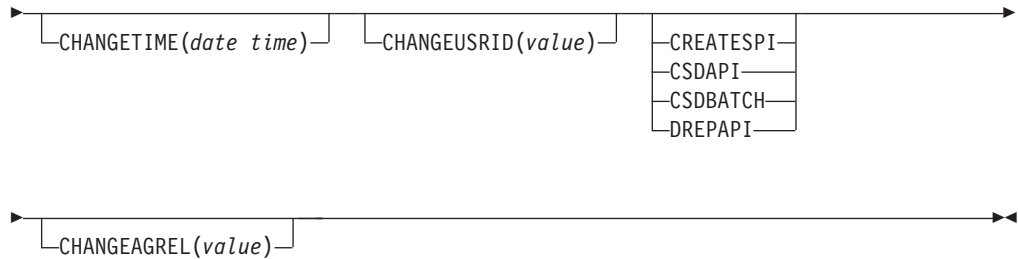 CHANGETIME(date time) CHANGEUSRID(value) CREATESPI
CSDAPI
CSDBATCH
DREPAPI
CHANGEAGREL(value)